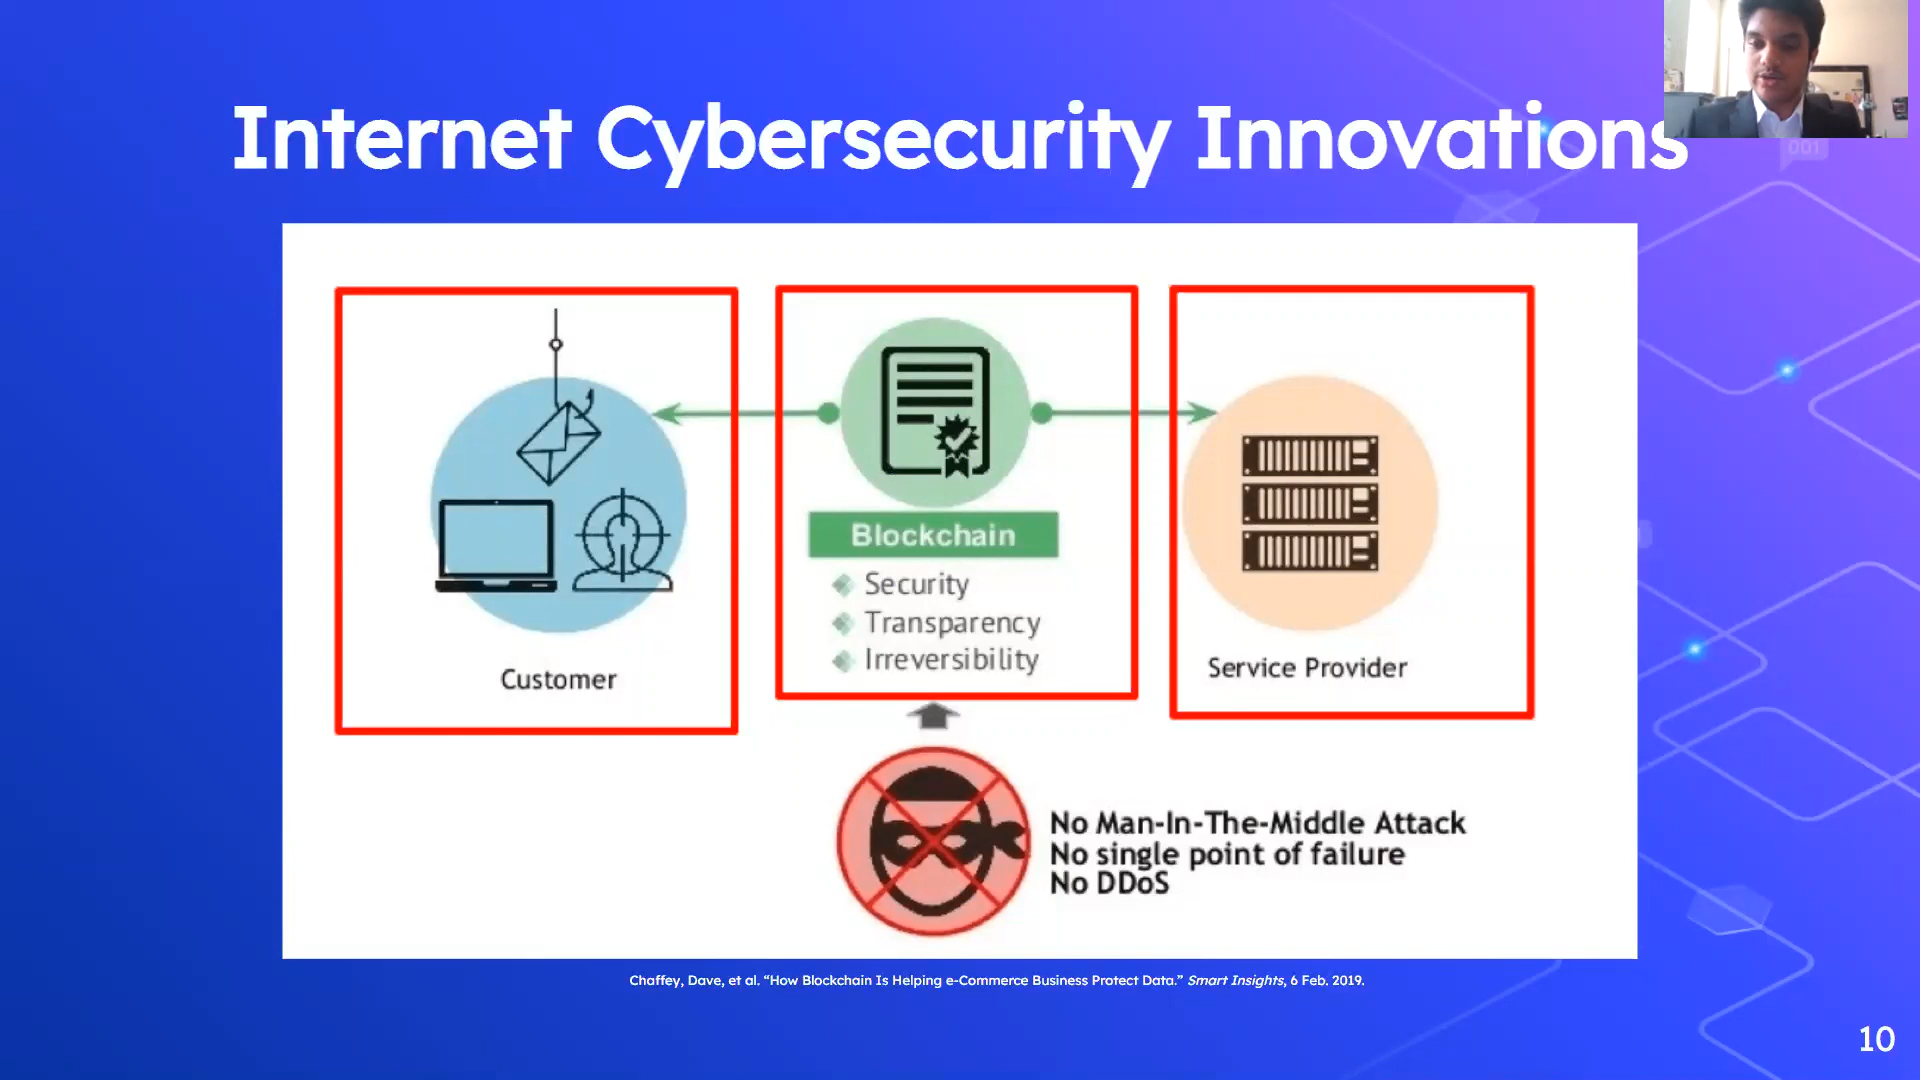 Internet Cybersecurity Innovations
001
Blockchain
Security
Transparency
Irreversibility
Customer
Service Provider
No Man-In-The-Middle Attack
No single point of failure
No DDoS
Chaffey, Dave, et al. “How Blockchain Is Helping e-Commerce Business Protect Data.” Smart Insights, 6 Feb. 2019.
10